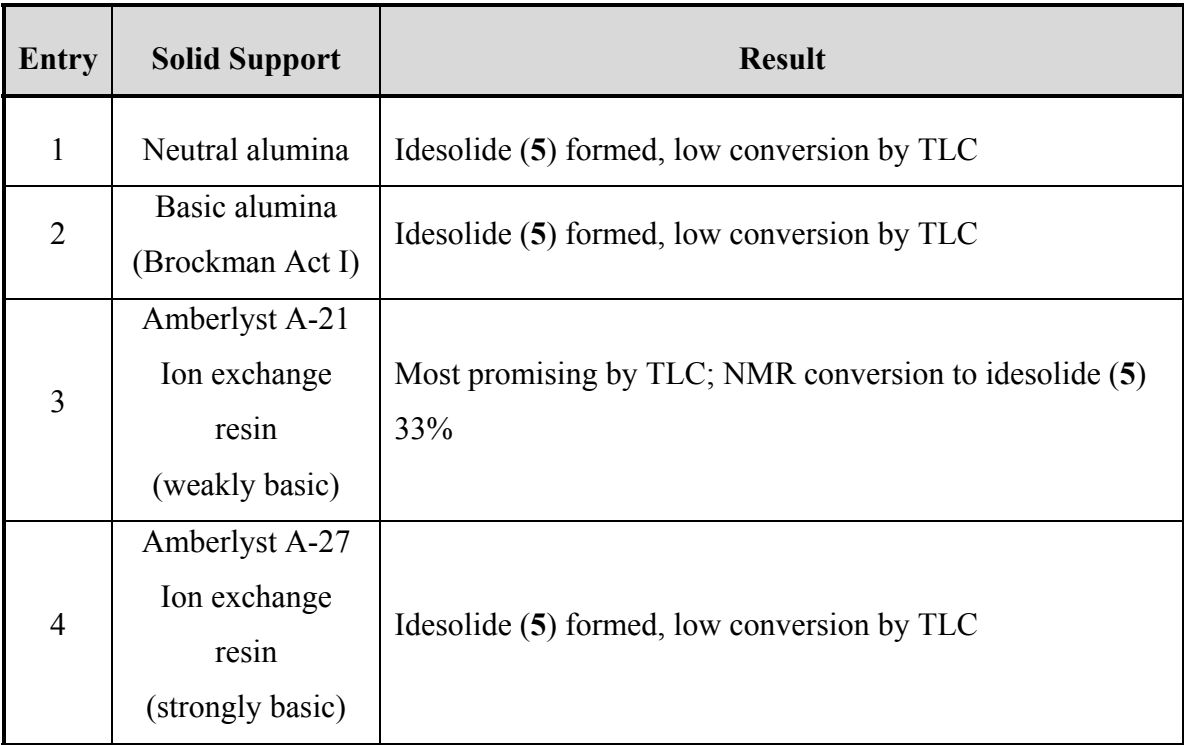 Entry Solid Support Result
1 Neutral alumina Idesolide (5) formed, low conversion by TLC
Basic alumina
2 Idesolide (5) formed, low conversion by TLC
(Brockman Act I)
Amberlyst A-21
Ion exchange
3 Most promising by TLC; NMR conversion to idesolide (5)
resin 33%
(weakly basic)
Amberlyst A-27
Ion exchange
4 Idesolide (5) formed, low conversion by TLC
resin
(strongly basic)